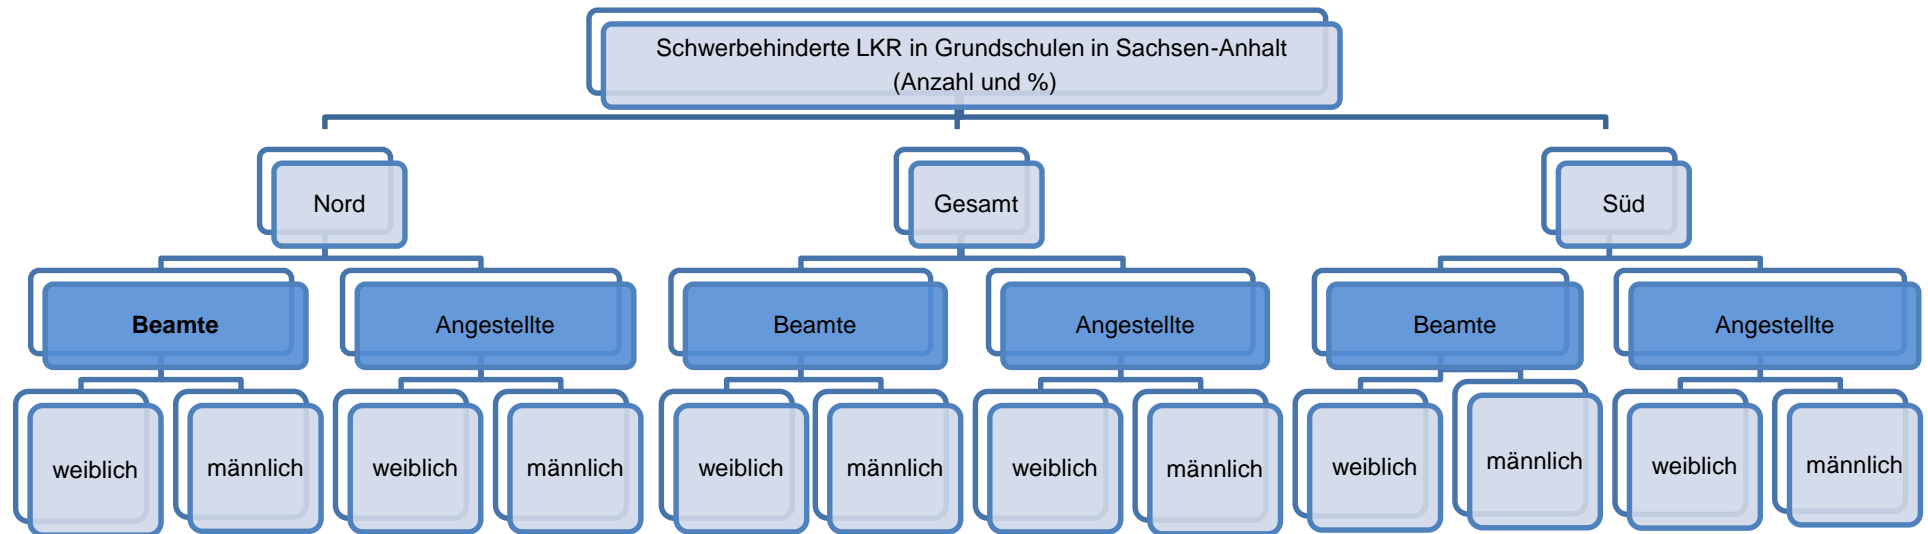 Schwerbehinderte LKR in Grundschulen in Sachsen-Anhalt
(Anzahl und %)
Nord
Gesamt
Süd
Beamte
Angestellte
Beamte
Angestellte
Beamte
Angestellte
weiblich
männlich
weiblich
männlich
weiblich
männlich
weiblich
männlich
weiblich
männlich
weiblich
männlich